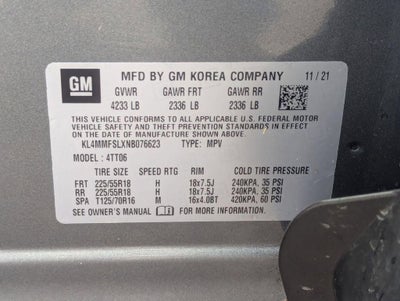 GM MFD BY GM KOREA COMPANY 11 / 21
GVWR GAWR FRT GAWR RR
4233 LB 2336 LB 2336 LB
THIS VEHICLE CONFORMS TO ALL APPLICABLE U.S. FEDERAL MOTOR
VEHICLE SAFETY AND THEFT PREVENTION STANDARDS IN EFFECT
ON THE DATE OF MANUFACTURE SHOWN ABOVE.
KL4MMFSLXNB076623 TYPE: MPV
MODEL: 4TT06
TIRE SIZE SPEED RTG RIM COLD TIRE PRESSURE
FRT 225/55R18 H 18x7.5J 240KPA, 35 PSI
RR 225/55R18 H 18x7.5J 240KPA, 35 PSI
SPA T125/70R16 M 16x4.0BT 420KPA, 60 PSI
SEE OWNER'S MANUAL FOR ADDITIONAL INFORMATION.